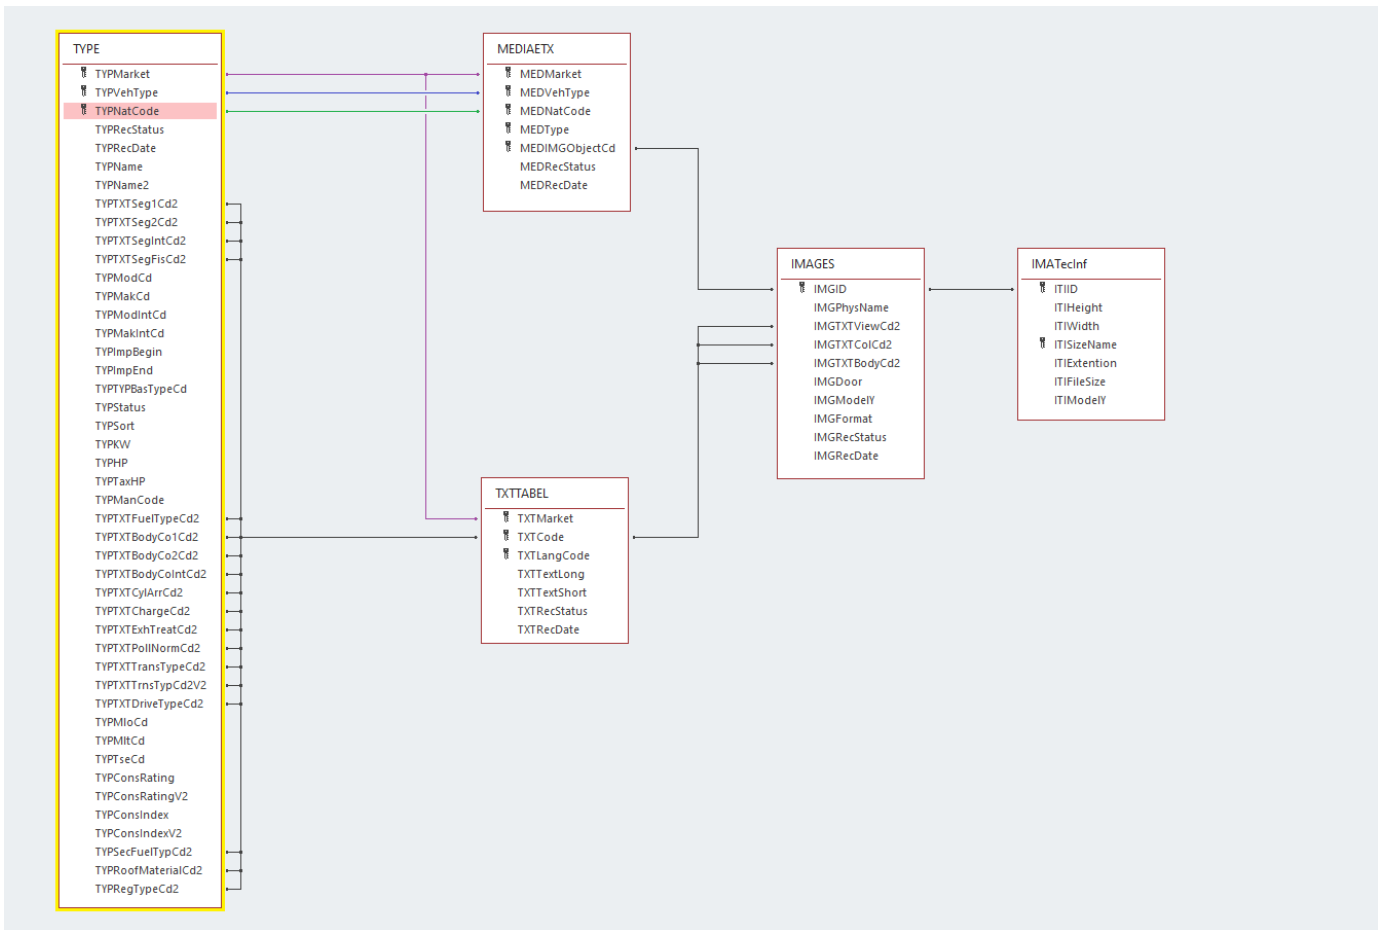 TYPE
TYPMarket
TYPVehType
TYPNatCode
TYPRecStatus
TYPRecDate
TYPName
TYPName2
TYPTXTSeg1Cd2
TYPTXTSeg2Cd2
TYPTXTSegIntCd2
TYPTXTSegFisCd2
TYPModCd
TYPMakCd
TYPModIntCd
TYPMakIntCd
TYPImpBegin
TYPImpEnd
TYPTYPBasTypeCd
TYPStatus
TYPSort
TYPKW
TYPHP
TYPTaxHP
TYPManCode
TYPTXTFuelTypeCd2
TYPTXTBodyCo1Cd2
TYPTXTBodyCo2Cd2
TYPTXTBodyCoIntCd2
TYPTXTCylArrCd2
TYPTXTChargeCd2
TYPTXTExhTreatCd2
TYPTXTPollNormCd2
TYPTXTTransTypeCd2
TYPTXTTrnsTypCd2V2
TYPTXTDriveTypeCd2
TYPMloCd
TYPMltCd
TYPTseCd
TYPConsRating
TYPConsRatingV2
TYPConsIndex
TYPConsIndexV2
TYPSecFuelTypCd2
TYPRoofMaterialCd2
TYPRegTypeCd2
MEDIAETX
MEDMarket
MEDVehType
MEDNatCode
MEDType
MEDIMGObjectCd
MEDRecStatus
MEDRecDate
TXTTABEL
TXTMarket
TXTCode
TXTLangCode
TXTTextLong
TXTTextShort
TXTRecStatus
TXTRecDate
IMAGES
IMGID
IMGPhysName
IMGTXTViewCd2
IMGTXTColCd2
IMGTXTBodyCd2
IMGDoor
IMGModelY
IMGFormat
IMGRecStatus
IMGRecDate
IMATecInf
ITIID
ITIHeight
ITIWidth
ITISizeName
ITIExtention
ITIFileSize
ITIModelY